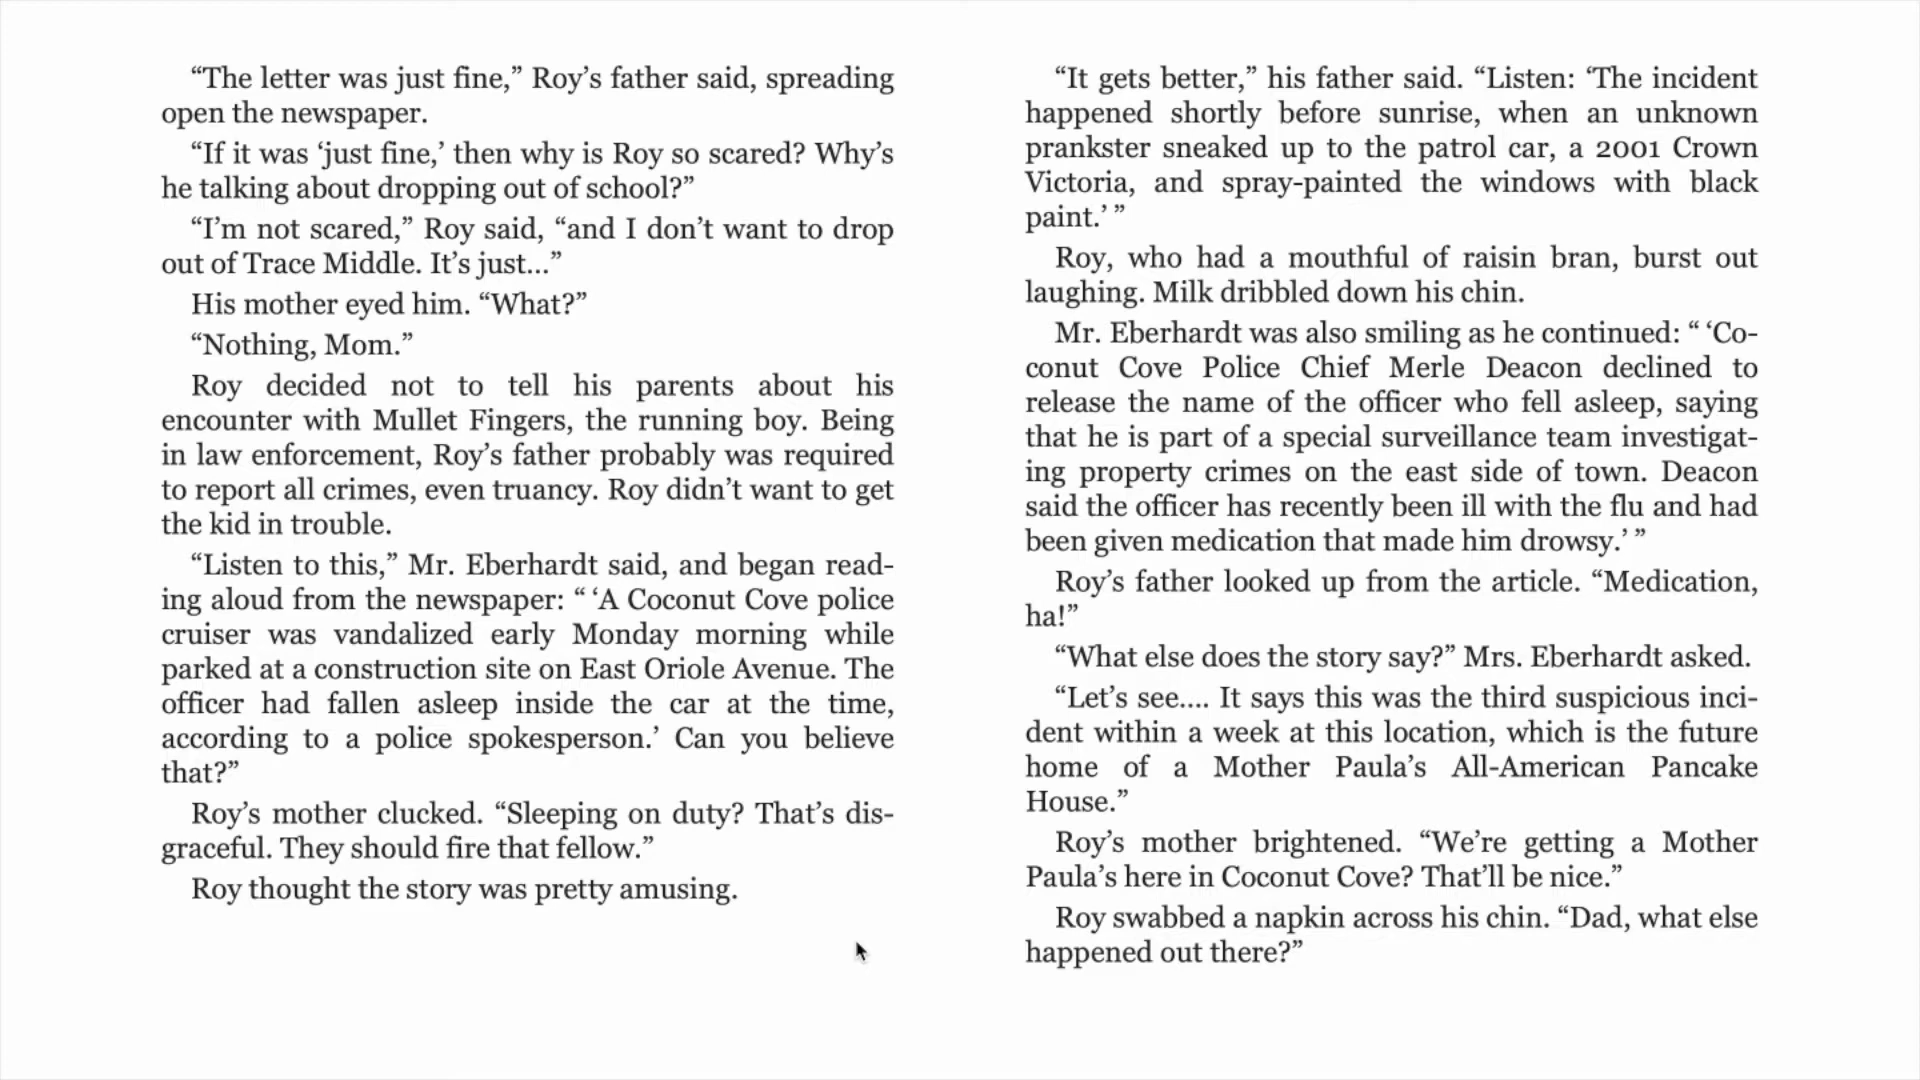 “The letter was just fine,” Roy’s father said, spreading
open the newspaper.
“If it was ‘just fine,’ then why is Roy so scared? Why’s
he talking about dropping out of school?”
“I’m not scared,” Roy said, “and I don’t want to drop
out of Trace Middle. It’s just...”
His mother eyed him. “What?”
“Nothing, Mom.”
Roy decided not to tell his parents about his
encounter with Mullet Fingers, the running boy. Being
in law enforcement, Roy’s father probably was required
to report all crimes, even truancy. Roy didn’t want to get
the kid in trouble.
“Listen to this,” Mr. Eberhardt said, and began read-
ing aloud from the newspaper: “ ‘A Coconut Cove police
cruiser was vandalized early Monday morning while
parked at a construction site on East Oriole Avenue. The
officer had fallen asleep inside the car at the time,
according to a police spokesperson.’ Can you believe
that?”
Roy’s mother clucked. “Sleeping on duty? That’s dis-
graceful. They should fire that fellow.”
Roy thought the story was pretty amusing.
“It gets better,” his father said. “Listen: ‘The incident
happened shortly before sunrise, when an unknown
prankster sneaked up to the patrol car, a 2001 Crown
Victoria, and spray-painted the windows with black
paint.’ ”
Roy, who had a mouthful of raisin bran, burst out
laughing. Milk dribbled down his chin.
Mr. Eberhardt was also smiling as he continued: “ ‘Co-
conut Cove Police Chief Merle Deacon declined to
release the name of the officer who fell asleep, saying
that he is part of a special surveillance team investigat-
ing property crimes on the east side of town. Deacon
said the officer has recently been ill with the flu and had
been given medication that made him drowsy.’ ”
Roy’s father looked up from the article. “Medication,
ha!”
“What else does the story say?” Mrs. Eberhardt asked.
“Let’s see.... It says this was the third suspicious inci-
dent within a week at this location, which is the future
home of a Mother Paula’s All-American Pancake
House.”
Roy’s mother brightened. “We’re getting a Mother
Paula’s here in Coconut Cove? That’ll be nice.”
Roy swabbed a napkin across his chin. “Dad, what else
happened out there?”